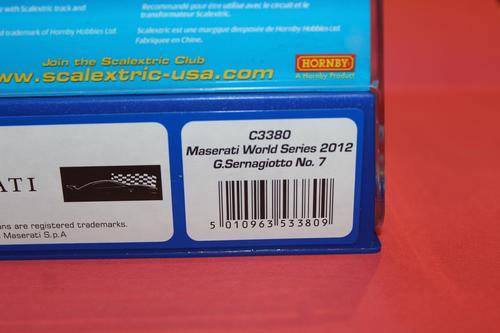 with Scalextric track and
Recommandé pour être utilisé avec le circuit et le
transformateur Scalextric.
trademark of Hornby Hobbies Ltd.
Scalextric est une marque desposée de Hornby Hobbies Ltd.
Fabriquée en Chine.
Join the Scalextric Club
www.scalextric-usa.com
HORNBY
A Hornby Product
C3380
Maserati World Series 2012
G.Sernagiotto No. 7
5 010963 533809
ATI
ns are registered trademarks.
Maserati S.p.A